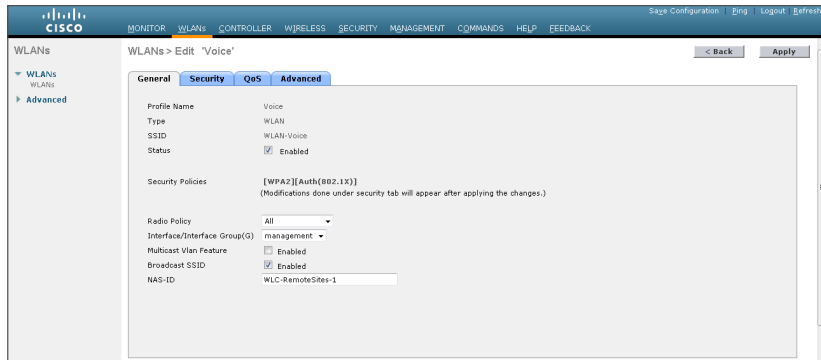 Save Configuration Ping Logout Refresh
CISCO
MONITOR WLANs CONTROLLER WIRELESS SECURITY MANAGEMENT COMMANDS HELP FEEDBACK
WLANs
WLANs > Edit 'Voice'
< Back
Apply
WLANs
WLANs
Advanced
General Security QoS Advanced
Profile Name Voice
Type WLAN
SSID WLAN-Voice
Status Enabled
Security Policies [WPA2][Auth(802.1X)]
(Modifications done under security tab will appear after applying the changes.)
Radio Policy All
Interface/Interface Group(G) management
Multicast Vlan Feature Enabled
Broadcast SSID Enabled
NAS-ID WLC-RemoteSites-1